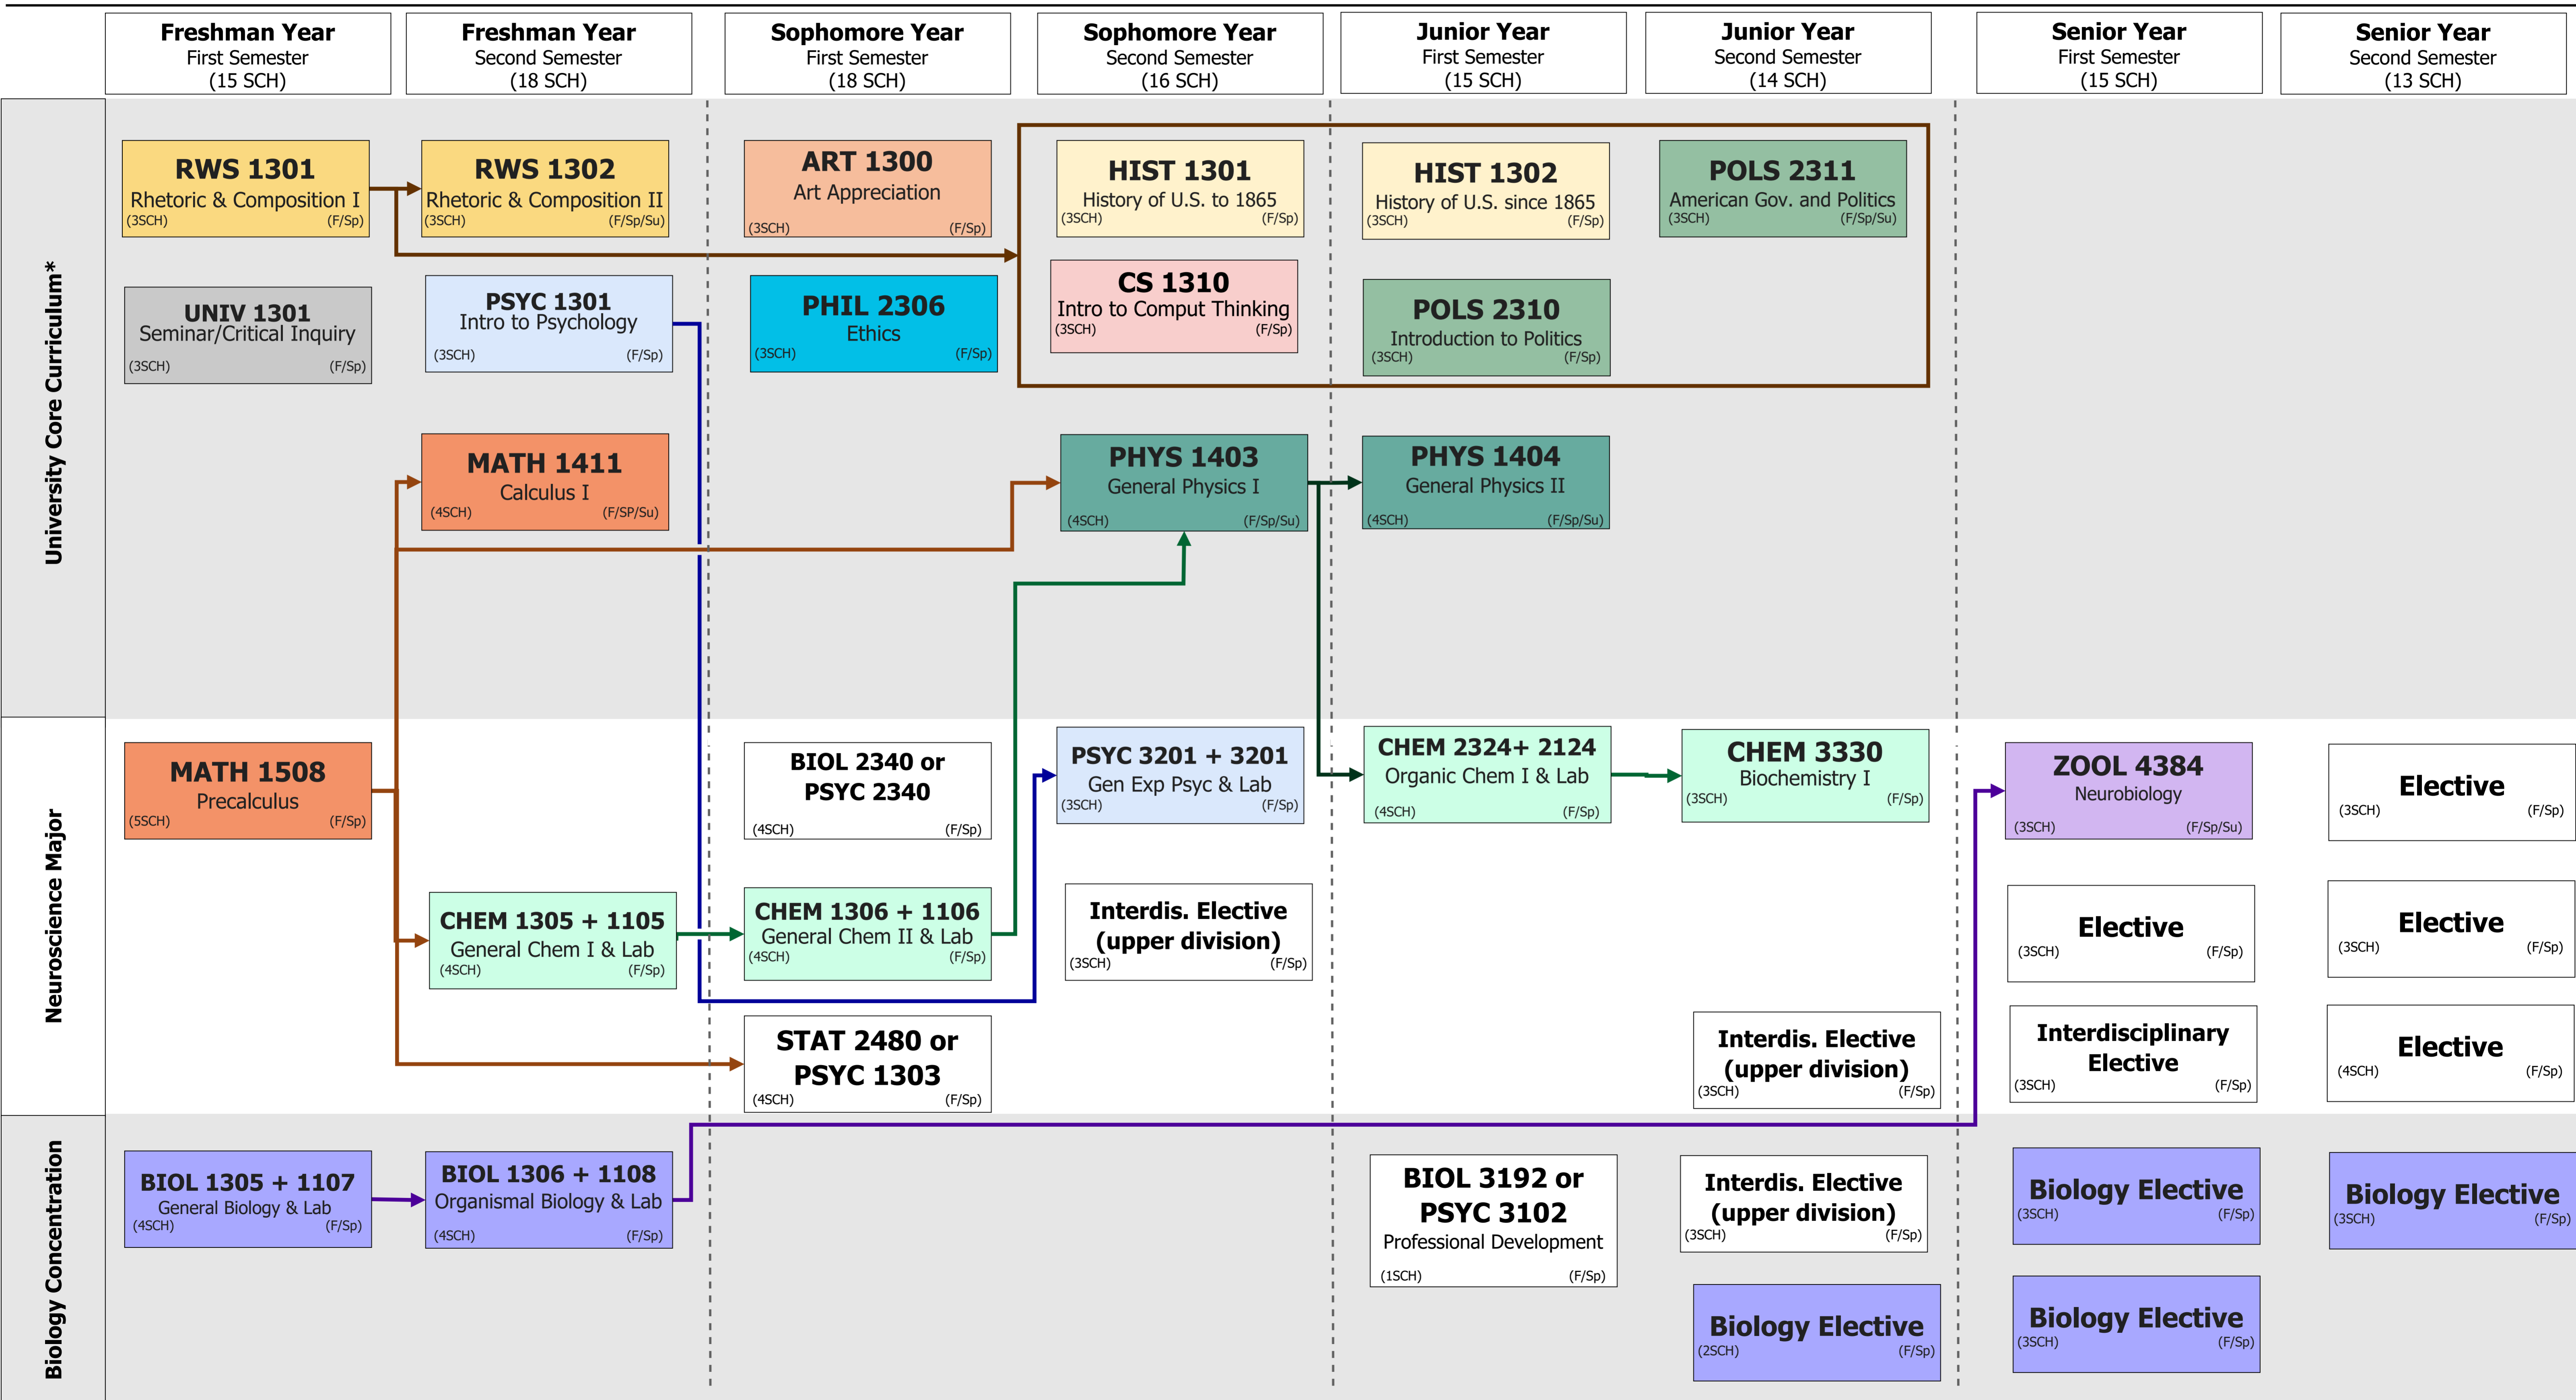 Freshman Year
First Semester
(15 SCH)
Freshman Year
Second Semester
(18 SCH)
Sophomore Year
First Semester
(18 SCH)
Sophomore Year
Second Semester
(16 SCH)
Junior Year
First Semester
(15 SCH)
Junior Year
Second Semester
(14 SCH)
Senior Year
First Semester
(15 SCH)
Senior Year
Second Semester
(13 SCH)
University Core Curriculum*
RWS 1301
Rhetoric & Composition I
(3SCH) (F/Sp)
RWS 1302
Rhetoric & Composition II
(3SCH) (F/Sp/Su)
ART 1300
Art Appreciation
(3SCH) (F/Sp)
HIST 1301
History of U.S. to 1865
(3SCH) (F/Sp)
HIST 1302
History of U.S. since 1865
(3SCH) (F/Sp)
POLS 2311
American Gov. and Politics
(3SCH) (F/Sp/Su)
UNIV 1301
Seminar/Critical Inquiry
(3SCH) (F/Sp)
PSYC 1301
Intro to Psychology
(3SCH) (F/Sp)
PHIL 2306
Ethics
(3SCH) (F/Sp)
CS 1310
Intro to Comput Thinking
(3SCH) (F/Sp)
POLS 2310
Introduction to Politics
(3SCH) (F/Sp)
MATH 1411
Calculus I
(4SCH) (F/SP/Su)
PHYS 1403
General Physics I
(4SCH) (F/Sp/Su)
PHYS 1404
General Physics II
(4SCH) (F/Sp/Su)
Neuroscience Major
MATH 1508
Precalculus
(5SCH) (F/Sp)
BIOL 2340 or
PSYC 2340
(4SCH) (F/Sp)
PSYC 3201 + 3201
Gen Exp Psyc & Lab
(3SCH) (F/Sp)
CHEM 2324+ 2124
Organic Chem I & Lab
(4SCH) (F/Sp)
CHEM 3330
Biochemistry I
(3SCH) (F/Sp)
ZOOL 4384
Neurobiology
(3SCH) (F/Sp/Su)
Elective
(3SCH) (F/Sp)
CHEM 1305 + 1105
General Chem I & Lab
(4SCH) (F/Sp)
CHEM 1306 + 1106
General Chem II & Lab
(4SCH) (F/Sp)
Interdis. Elective
(upper division)
(3SCH) (F/Sp)
Elective
(3SCH) (F/Sp)
Elective
(3SCH) (F/Sp)
STAT 2480 or
PSYC 1303
(4SCH) (F/Sp)
Interdis. Elective
(upper division)
(3SCH) (F/Sp)
Interdisciplinary
Elective
(3SCH) (F/Sp)
Elective
(4SCH) (F/Sp)
Biology Concentration
BIOL 1305 + 1107
General Biology & Lab
(4SCH) (F/Sp)
BIOL 1306 + 1108
Organismal Biology & Lab
(4SCH) (F/Sp)
BIOL 3192 or
PSYC 3102
Professional Development
(1SCH) (F/Sp)
Interdis. Elective
(upper division)
(3SCH) (F/Sp)
Biology Elective
(3SCH) (F/Sp)
Biology Elective
(3SCH) (F/Sp)
Biology Elective
(2SCH) (F/Sp)
Biology Elective
(3SCH) (F/Sp)